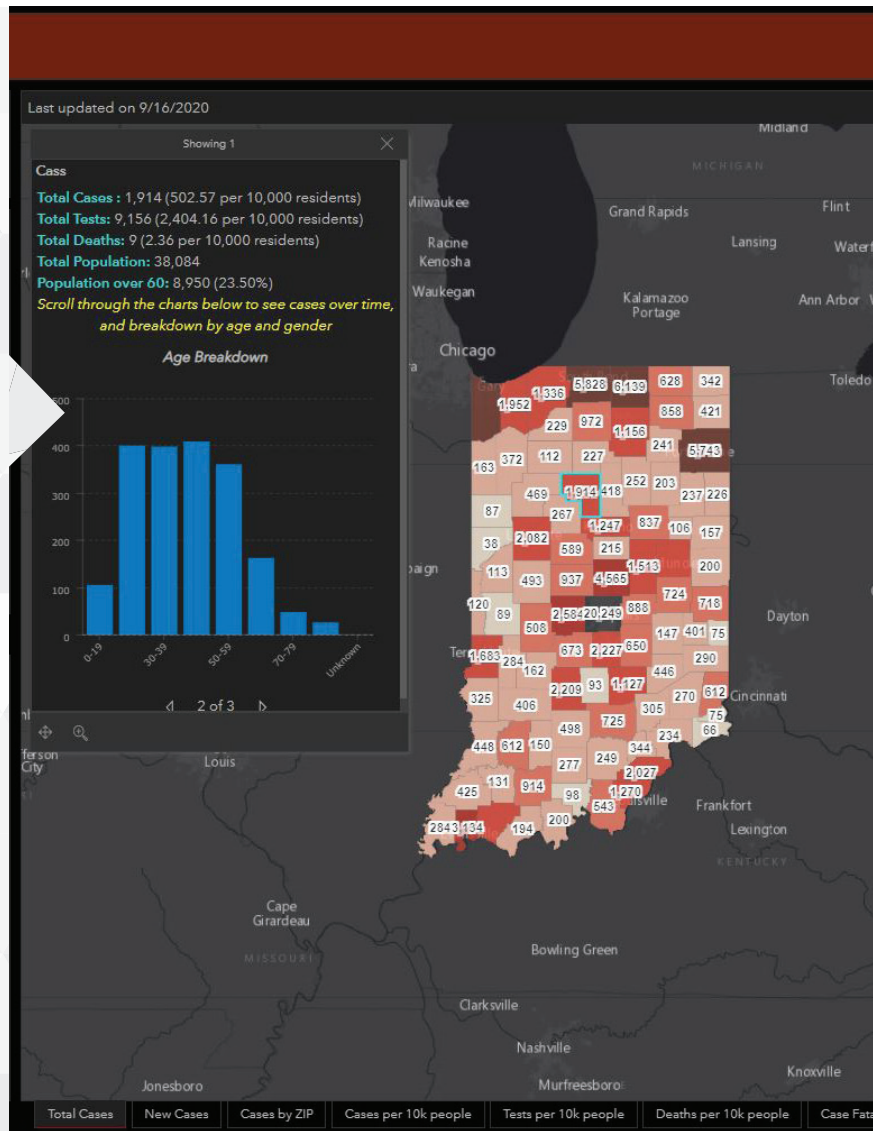 Last updated on 9/16/2020
Showing 1
Cass
Total Cases : 1,914 (502.57 per 10,000 residents)
Total Tests: 9,156 (2,404.16 per 10,000 residents)
Total Deaths: 9 (2.36 per 10,000 residents)
Total Population: 38,084
Population over 60: 8,950 (23.50%)
Scroll through the charts below to see cases over time,
and breakdown by age and gender
Age Breakdown
400
300
200
100
0
0-19
30-39
50-59
70-79
Unknown
2 of 3
Midland
MICHIGAN
Milwaukee
Grand Rapids
Flint
Racine
Lansing
Kenosha
Waukegan
Kalamazoo
Portage
Ann Arbor
Chicago
Toledo
1,952
1,336
5,828
6,139
628
342
229
972
858
421
1,156
241
5,743
163
372
112
227
469
1,914
418
252
203
237
226
87
267
1,247
837
106
157
38
2,082
589
215
113
493
937
4,565
1,513
200
120
89
508
2,584
20,249
888
724
718
Dayton
147
401
75
1,683
284
162
673
2,227
650
446
290
325
406
2,209
93
1,127
305
270
612
Cincinnati
75
498
725
234
66
448
612
150
277
249
344
2,027
425
131
914
98
1,270
543
Frankfort
Lexington
KENTUCKY
194
200
City
Louis
Cape
Girardeau
MISSOURI
Bowling Green
Clarksville
Nashville
Murfreesboro
Knoxville
Jonesboro
Total Cases
New Cases
Cases by ZIP
Cases per 10k people
Tests per 10k people
Deaths per 10k people